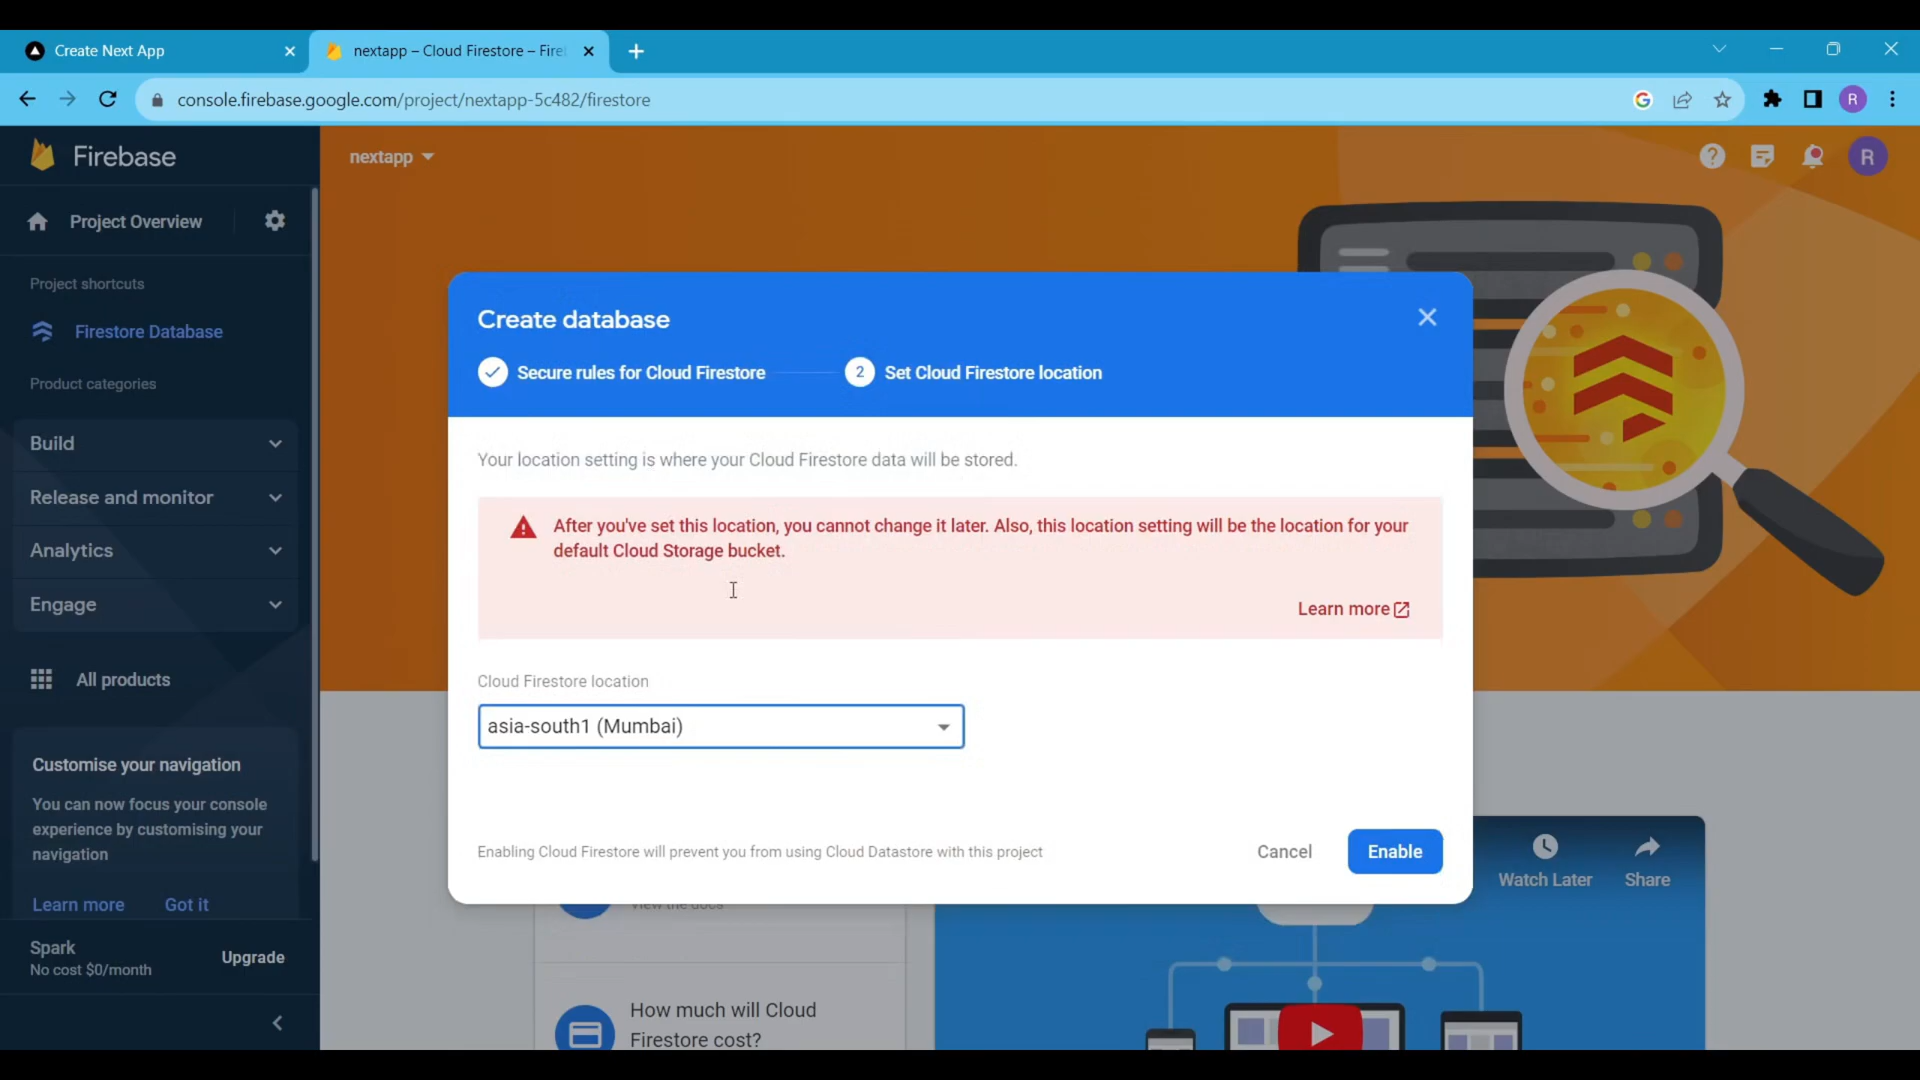 Create Next App
nextapp – Cloud Firestore – Fire
console.firebase.google.com/project/nextapp-5c482/firestore
R
Firebase
nextapp
R
Project Overview
Project shortcuts
Firestore Database
Product categories
Build
Release and monitor
Analytics
Engage
All products
Customise your navigation
You can now focus your console
experience by customising your
navigation
Learn more Got it
Spark
No cost $0/month
Upgrade
Create database
Secure rules for Cloud Firestore
2 Set Cloud Firestore location
Your location setting is where your Cloud Firestore data will be stored.
After you've set this location, you cannot change it later. Also, this location setting will be the location for your
default Cloud Storage bucket.
Learn more
Cloud Firestore location
asia-south1 (Mumbai)
Enabling Cloud Firestore will prevent you from using Cloud Datastore with this project
Cancel
Enable
View the docs
How much will Cloud
Firestore cost?
Watch Later
Share